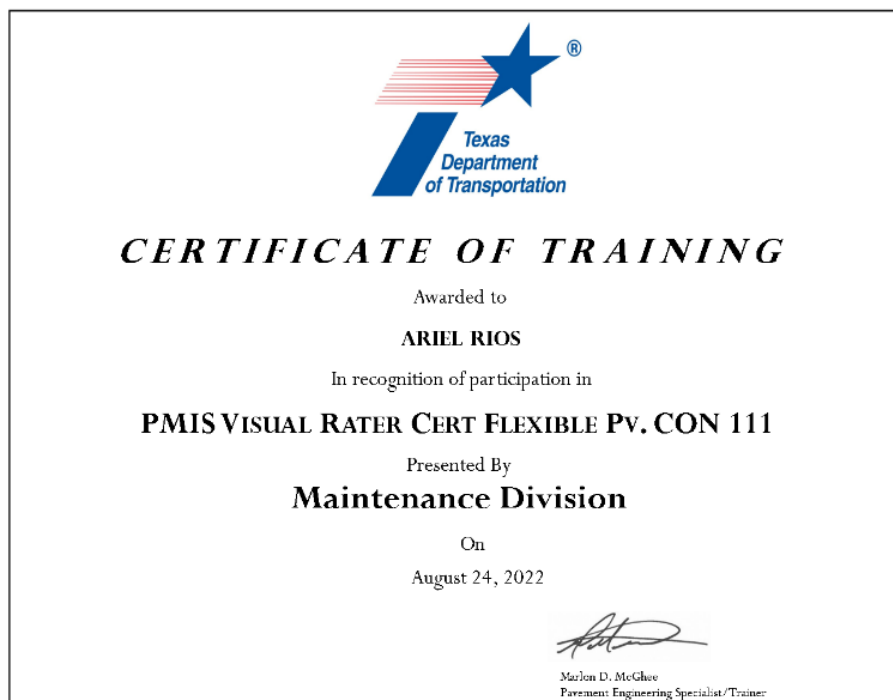 ®
Texas
Department
of Transportation
CERTIFICATE OF TRAINING
Awarded to
ARIEL RIOS
In recognition of participation in
PMIS VISUAL RATER CERT FLEXIBLE PV. CON 111
Presented By
Maintenance Division
On
August 24, 2022
Marlon D. McGhee
Pavement Engineering Specialist/Trainer